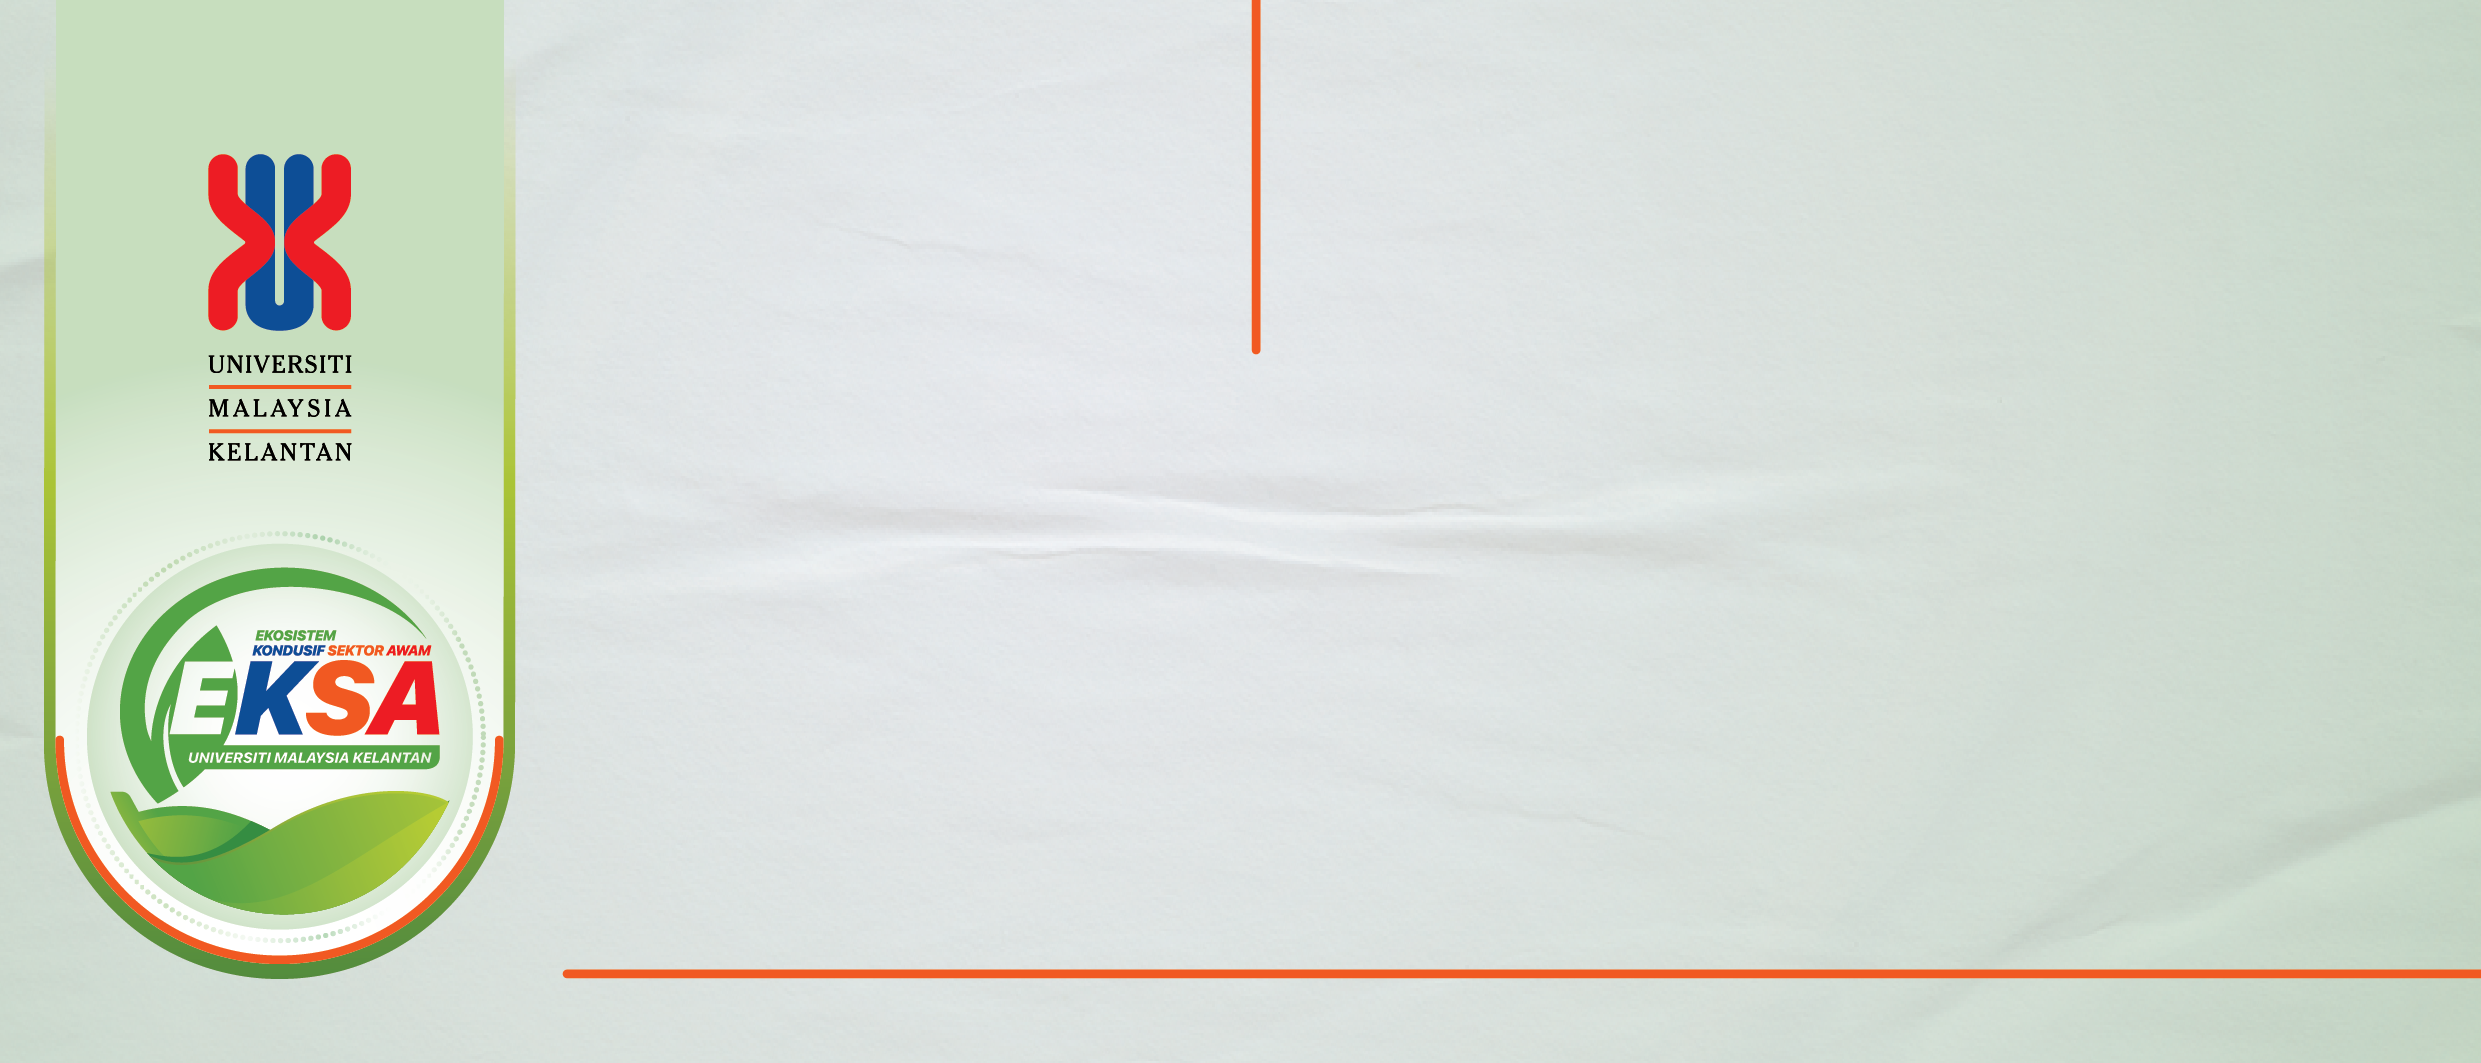 UNIVERSITI
MALAYSIA
KELANTAN
EKOSISTEM
KONDUSIF SEKTOR AWAM
EKSA
UNIVERSITI MALAYSIA KELANTAN